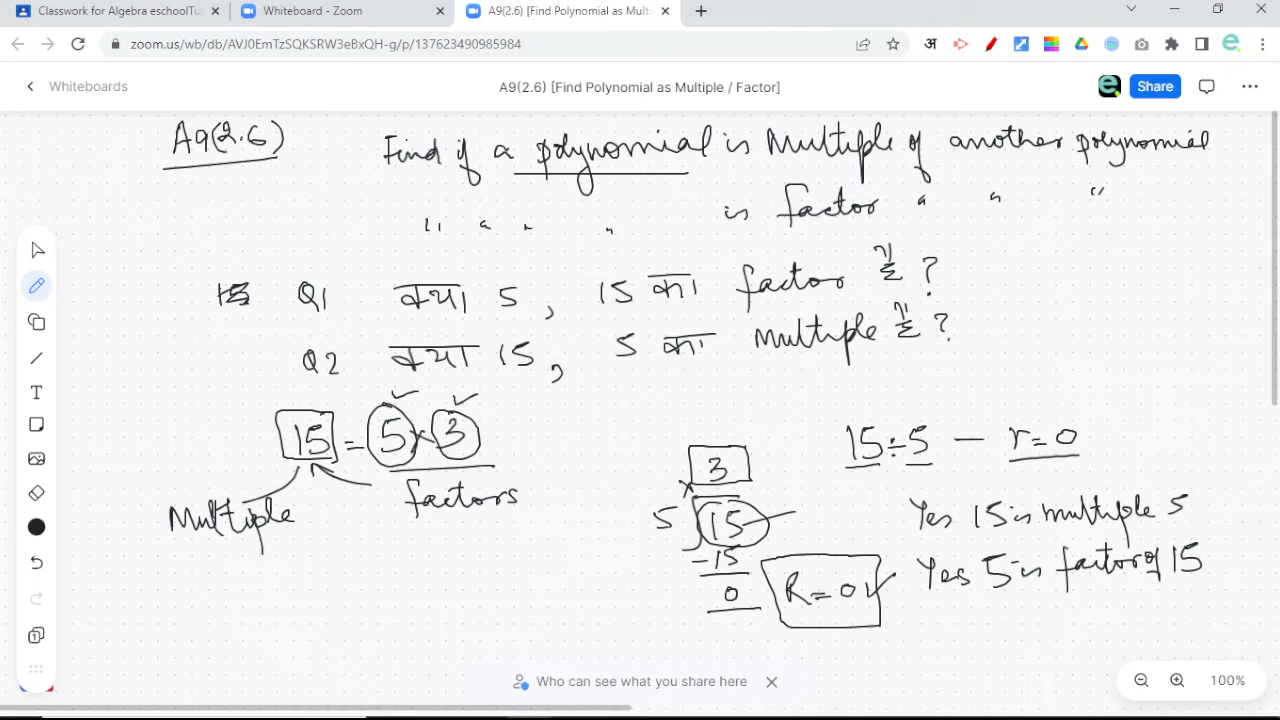 Classwork for Algebra eschoolTu
Whiteboard - Zoom
A9(2.6) [Find Polynomial as Mult
zoom.us/wb/db/AVJ0EmTzSQKSRW3eRxQH-g/p/137623490985984
Whiteboards
A9(2.6) [Find Polynomial as Multiple / Factor]
Share
A9(2.6) Find if a polynomial is Multiple of another polynomial
" " " " is factor " " "
Q1 क्या 5, 15 का factor है?
Q2 क्या 15, 5 का multiple है?
15 = 5 × 3
Multiple
factors
3
×
5 15
-15
0
R = 0 ✓
15 ÷ 5 — r = 0
Yes 15 is multiple 5
Yes 5 is factor of 15
Who can see what you share here
100%